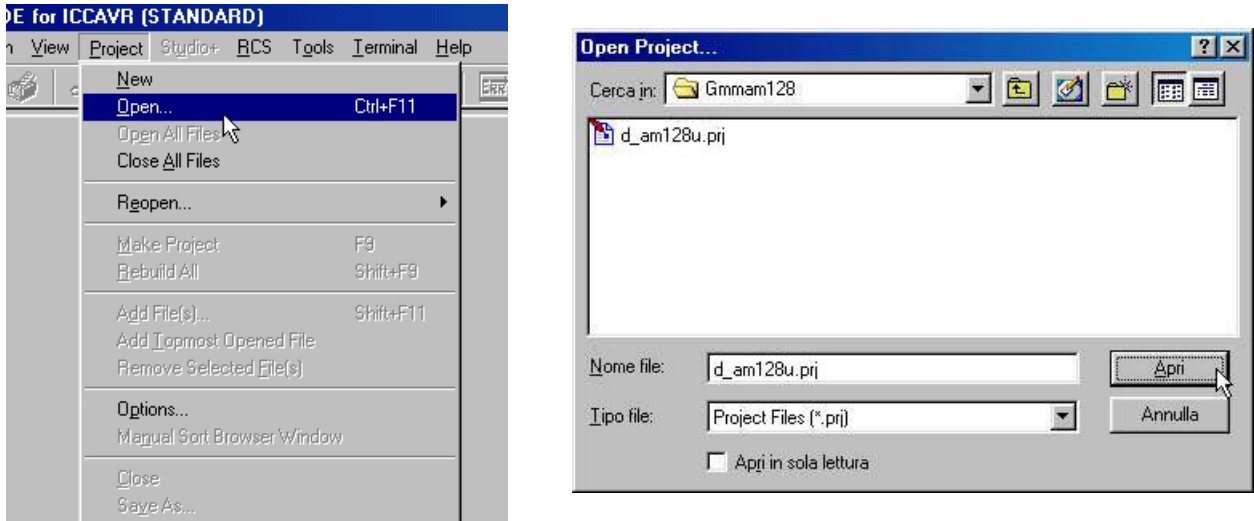 DE for ICCAVR (STANDARD)
View Project Studio+ RCS Tools Terminal Help
New
Open... Ctrl+F11
Open All Files
Close All Files
Reopen...
Make Project F9
Rebuild All Shift+F9
Add File(s)... Shift+F11
Add Topmost Opened File
Remove Selected File(s)
Options...
Manual Sort Browser Window
Close
Save As...
ERR
Open Project...
Cerca in: Gmmam128
d_am128u.prj
Nome file: d_am128u.prj Apri
Tipo file: Project Files (*.prj) Annulla
Apri in sola lettura